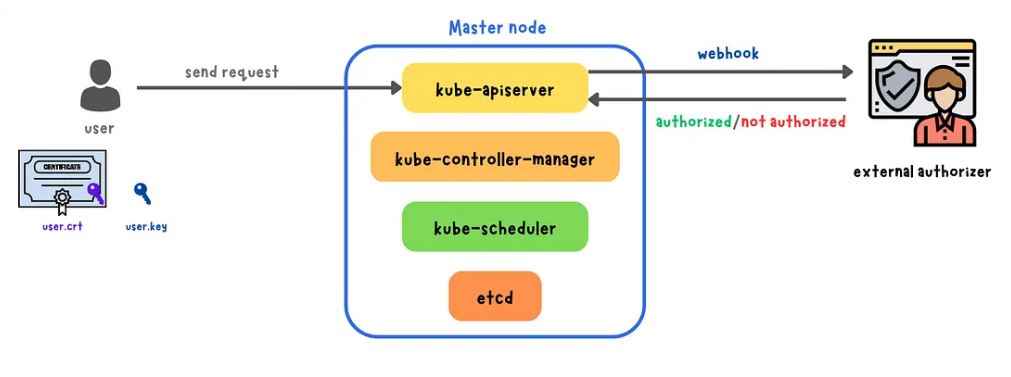 Master node
send request
user
CERTIFICATE
user.crt
user.key
kube-apiserver
kube-controller-manager
kube-scheduler
etcd
webhook
authorized/not authorized
external authorizer